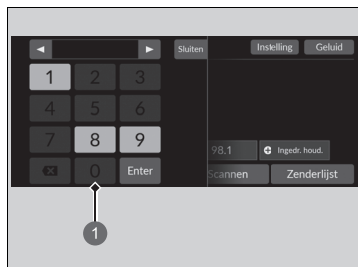 Sluiten Instelling Geluid
1 2 3
4 5 6
7 8 9
98.1 Ingedr. houd.
0 Enter Scannen Zenderlijst
1